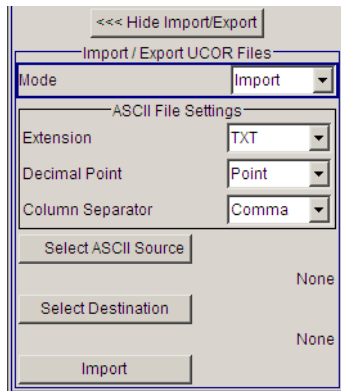 <<< Hide Import/Export
Import / Export UCOR Files
Mode Import
ASCII File Settings
Extension TXT
Decimal Point Point
Column Separator Comma
Select ASCII Source
None
Select Destination
None
Import